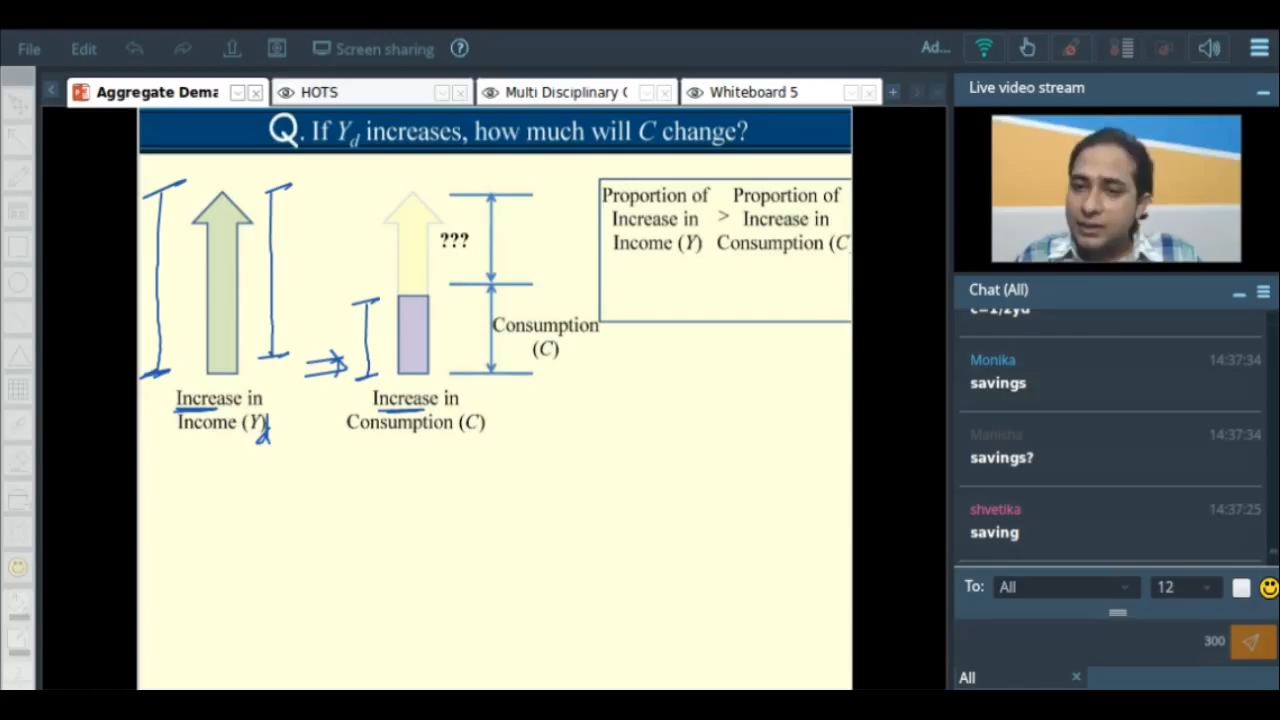 File Edit Screen sharing ? Ad...
Aggregate Dema HOTS Multi Disciplinary ( Whiteboard 5 +
Q. If Yd increases, how much will C change?
???
Consumption
(C)
Increase in
Income (Y)
d
Increase in
Consumption (C)
Proportion of
Increase in
Income (Y)
>
Proportion of
Increase in
Consumption (C
Live video stream
Chat (All)
c=1/2yd
Monika 14:37:34
savings
Manisha 14:37:34
savings?
shvetika 14:37:25
saving
To: All 12
300
All ×